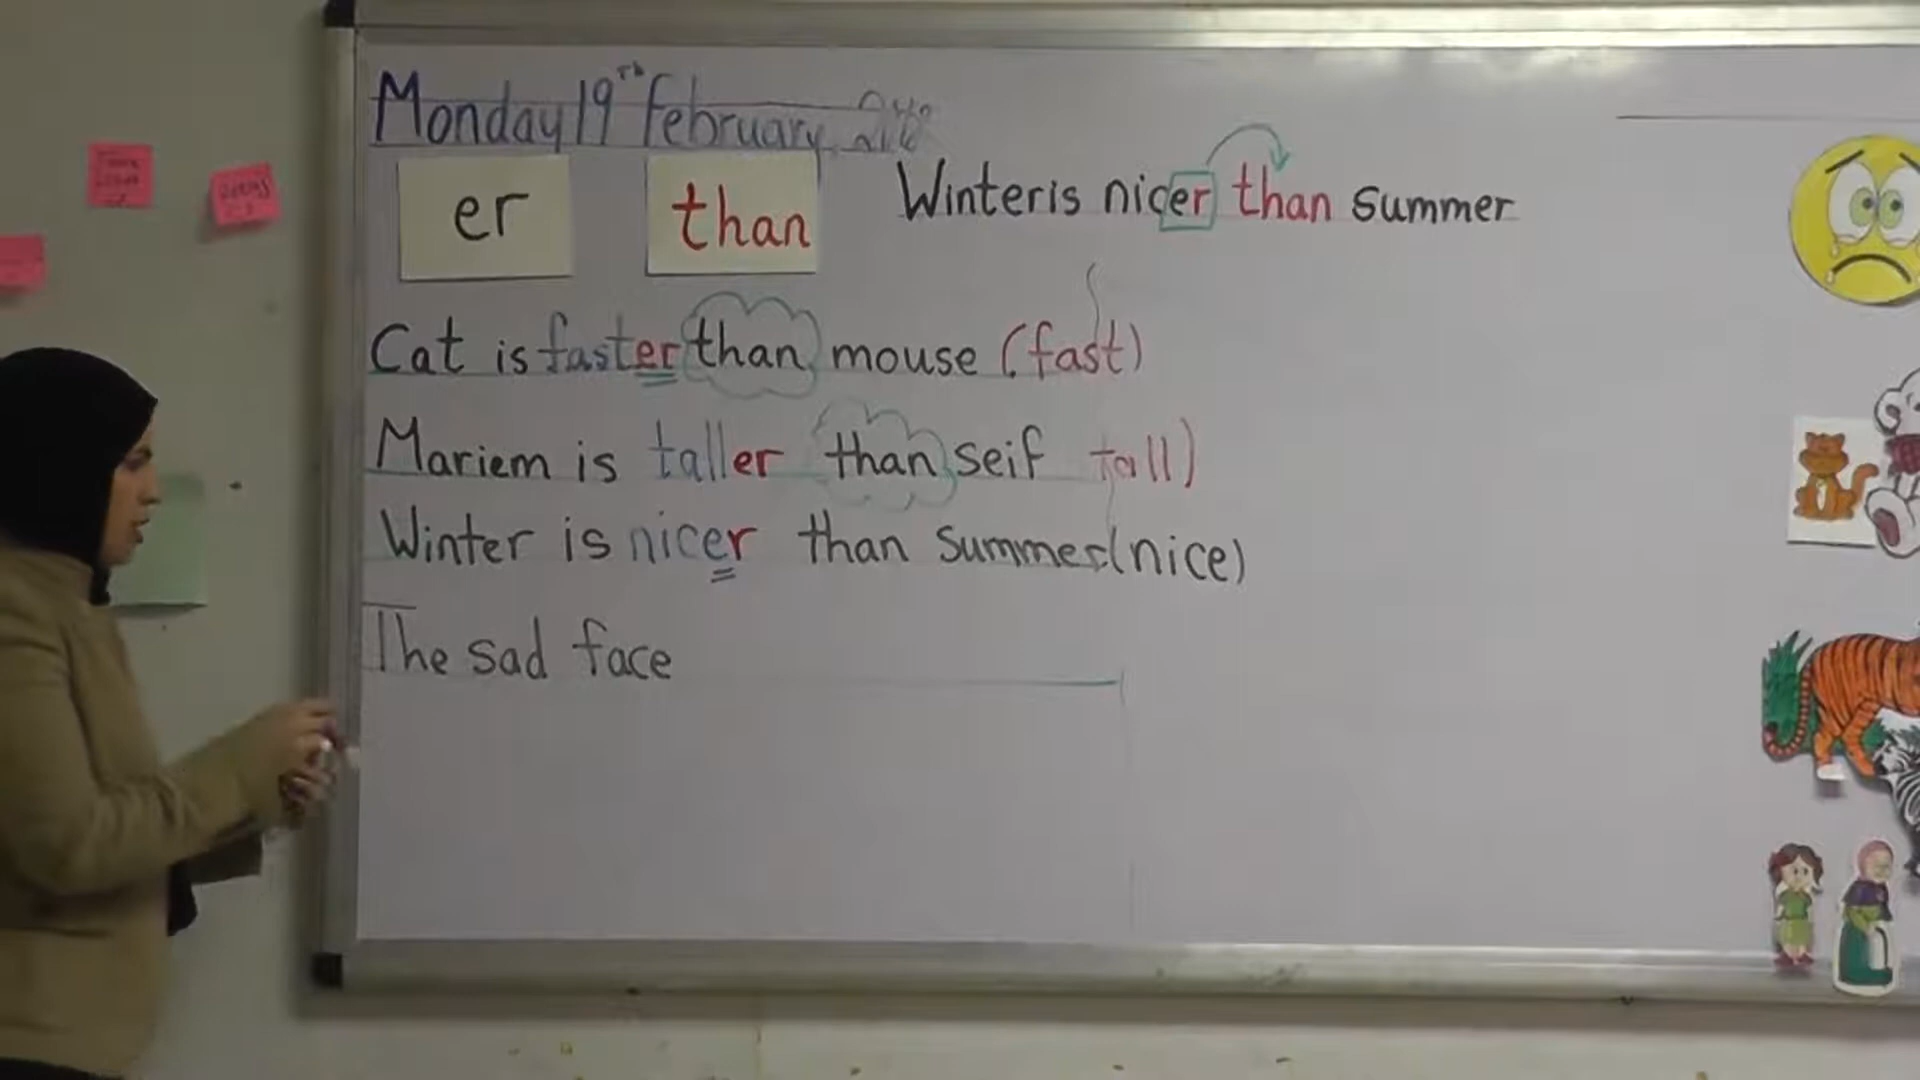 Monday 19th February
er
than
Winter is nicer than summer
Cat is faster than mouse (fast)
Mariem is taller than seif tall)
Winter is nicer than summer (nice)
The sad face